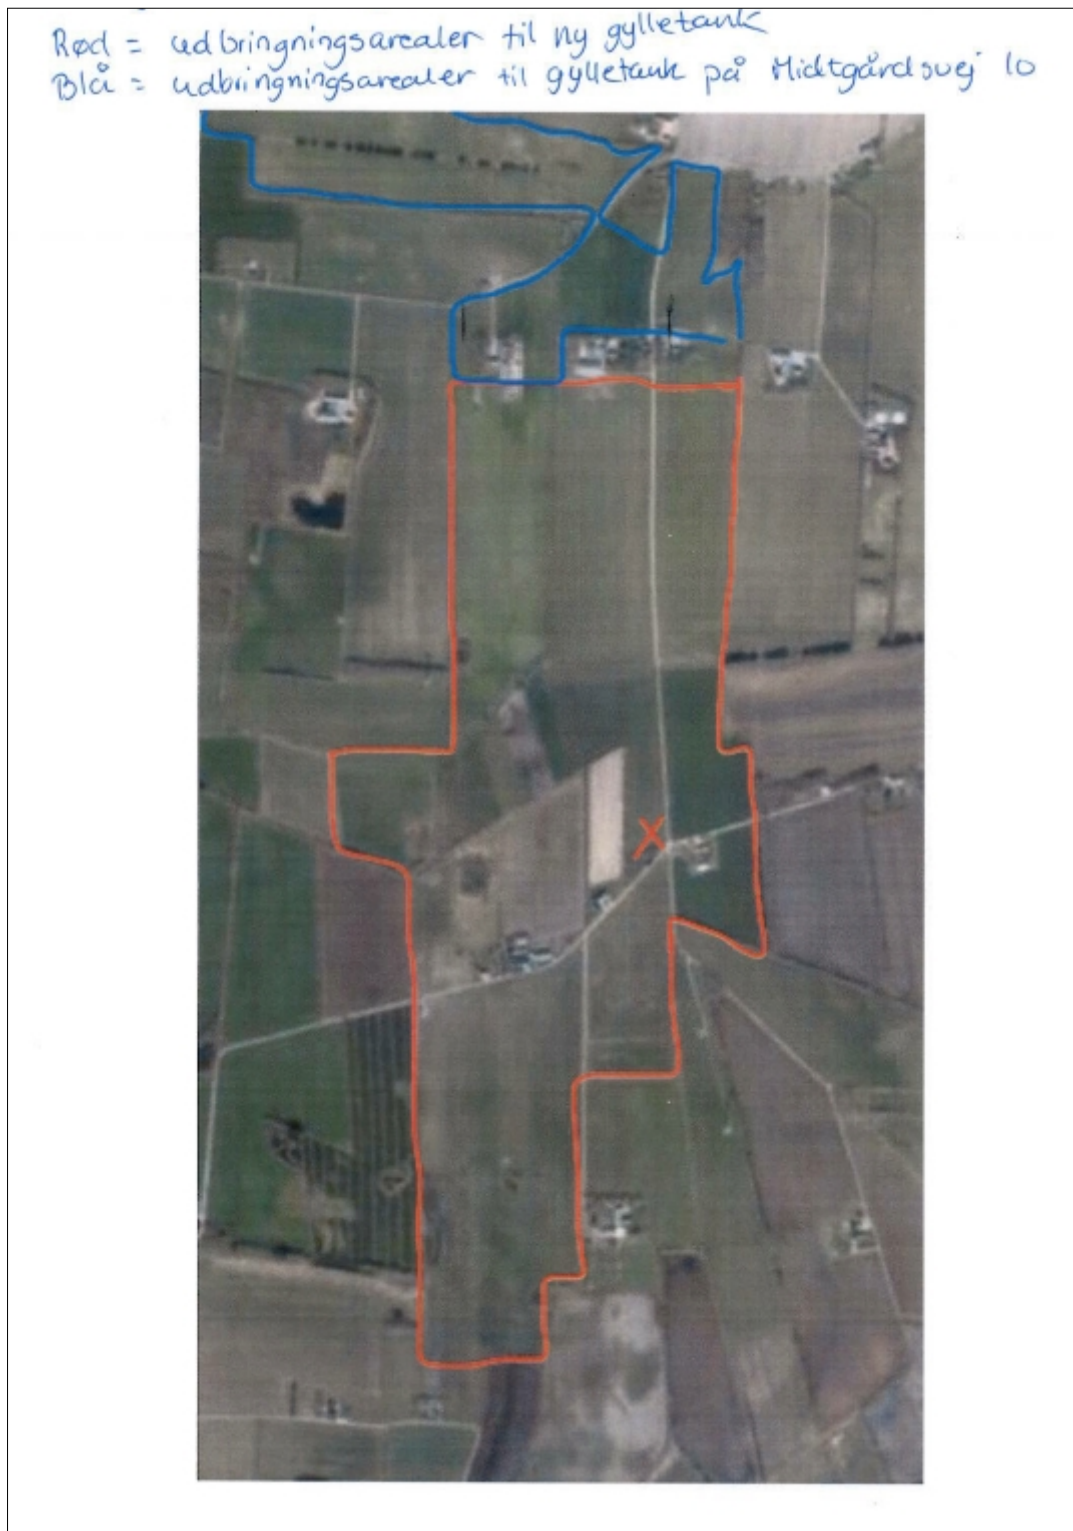 Rød = udbringningsarealer til ny gylletank
Blå = udbringningsarealer til gylletank på Midtgårdsvej 10
X